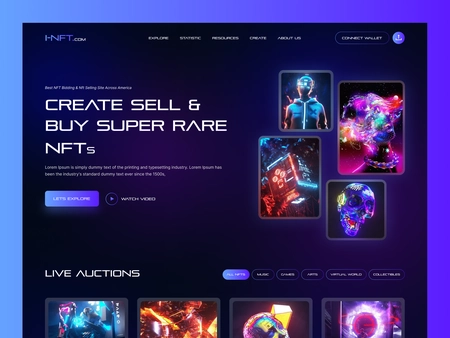 I-NFT.COM
EXPLORE STATISTIC RESOURCES CREATE ABOUT US
CONNECT WALLET
Best NFT Bidding & Nft Selling Site Across America
CREATE SELL &
BUY SUPER RARE
NFTs
Lorem Ipsum is simply dummy text of the printing and typesetting industry. Lorem Ipsum has
been the industry's standard dummy text ever since the 1500s.
LETS EXPLORE
WATCH VIDEO
LIVE AUCTIONS
ALL NFTS MUSIC GAMES ARTS VIRTUAL WORLD COLLECTIBLES